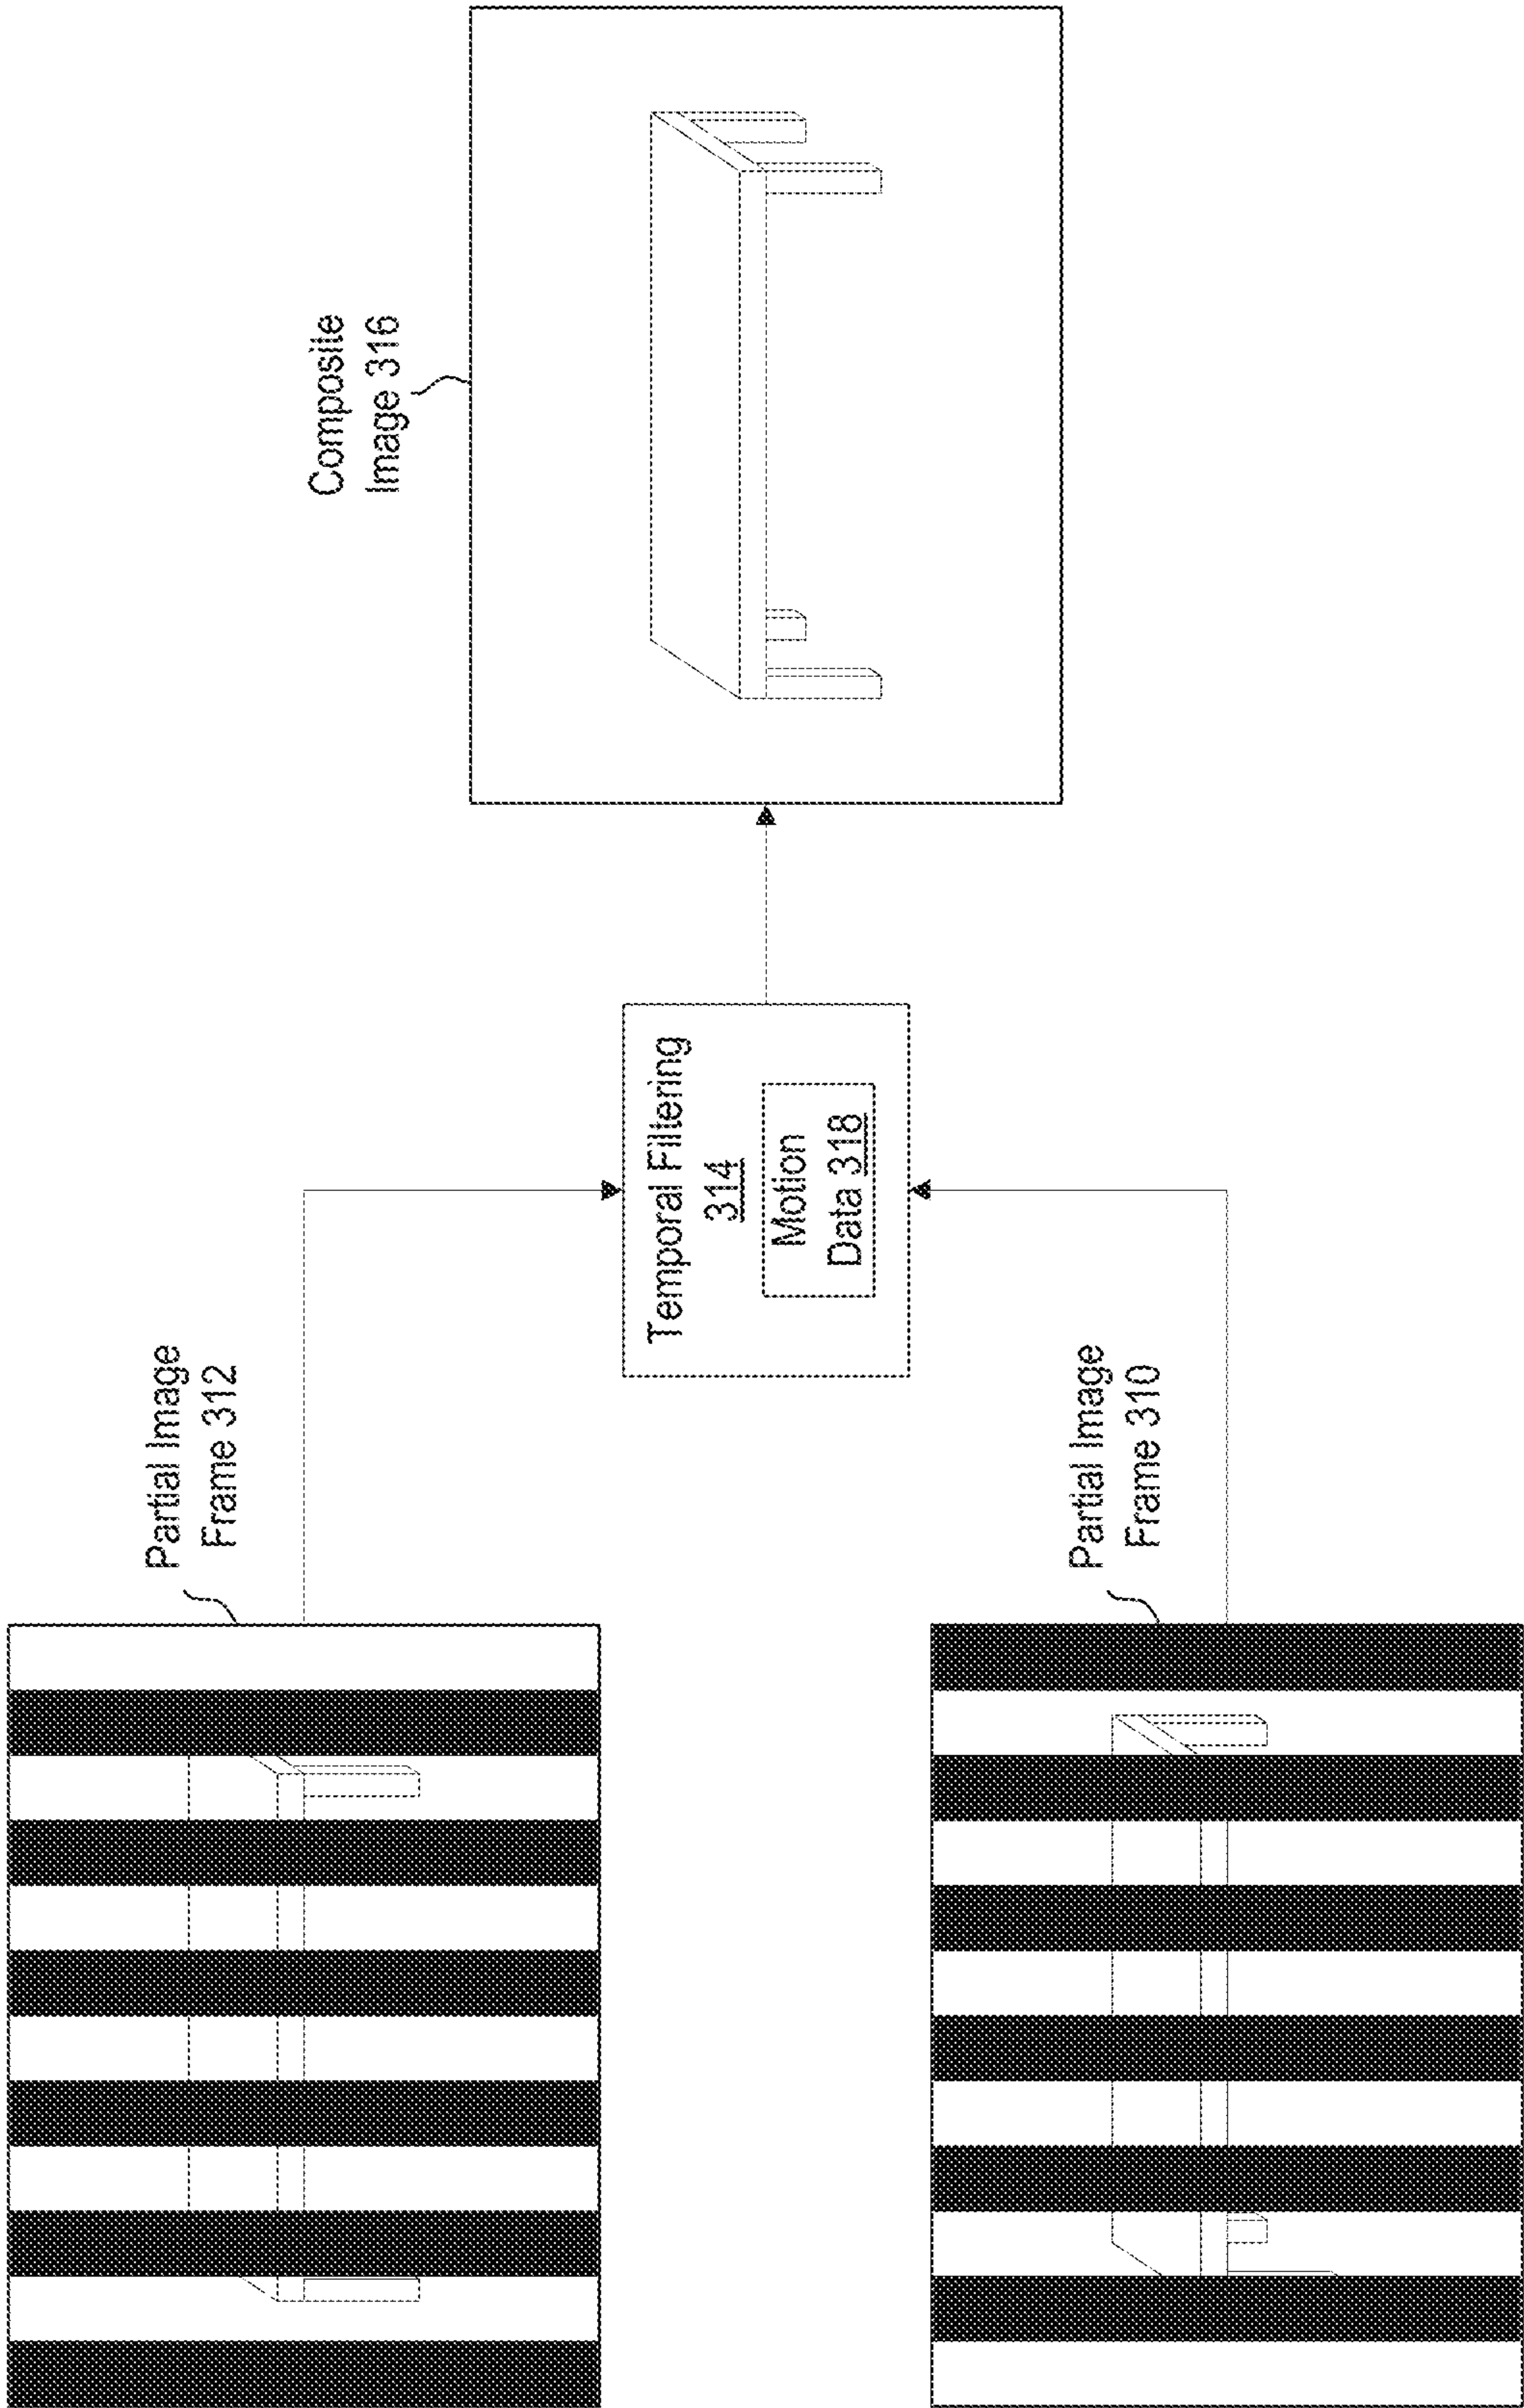 Partial Image
Frame 312
Partial Image
Frame 310
Temporal Filtering
314
Motion
Data 318
Composite
Image 316